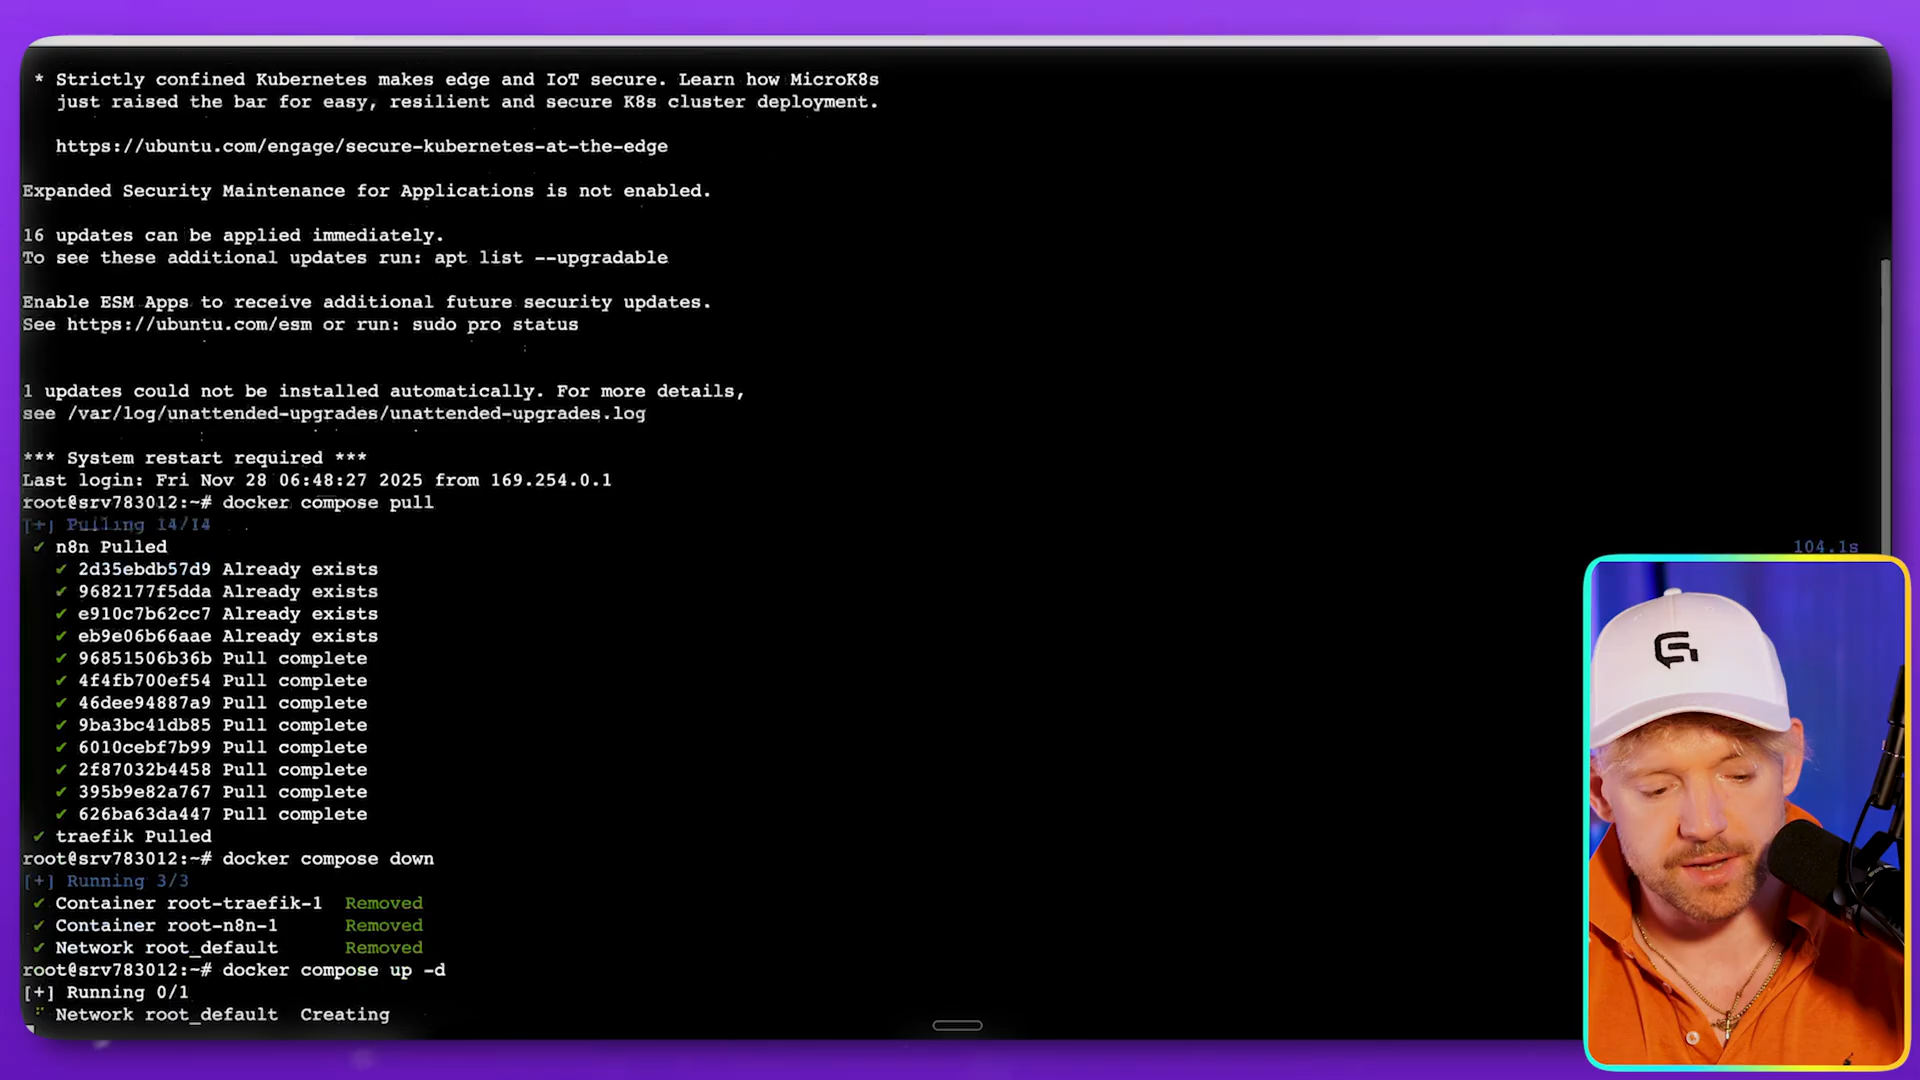 * Strictly confined Kubernetes makes edge and IoT secure. Learn how MicroK8s
just raised the bar for easy, resilient and secure K8s cluster deployment.
https://ubuntu.com/engage/secure-kubernetes-at-the-edge
Expanded Security Maintenance for Applications is not enabled.
16 updates can be applied immediately.
To see these additional updates run: apt list --upgradable
Enable ESM Apps to receive additional future security updates.
See https://ubuntu.com/esm or run: sudo pro status
1 updates could not be installed automatically. For more details,
see /var/log/unattended-upgrades/unattended-upgrades.log
*** System restart required ***
Last login: Fri Nov 28 06:48:27 2025 from 169.254.0.1
root@srv783012:~# docker compose pull
[+] Pulling 14/14
✔ n8n Pulled 104.1s
✔ 2d35ebdb57d9 Already exists
✔ 9682177f5dda Already exists
✔ e910c7b62cc7 Already exists
✔ eb9e06b66aae Already exists
✔ 96851506b36b Pull complete
✔ 4f4fb700ef54 Pull complete
✔ 46dee94887a9 Pull complete
✔ 9ba3bc41db85 Pull complete
✔ 6010cebf7b99 Pull complete
✔ 2f87032b4458 Pull complete
✔ 395b9e82a767 Pull complete
✔ 626ba63da447 Pull complete
✔ traefik Pulled
root@srv783012:~# docker compose down
[+] Running 3/3
✔ Container root-traefik-1 Removed
✔ Container root-n8n-1 Removed
✔ Network root_default Removed
root@srv783012:~# docker compose up -d
[+] Running 0/1
⠋ Network root_default Creating